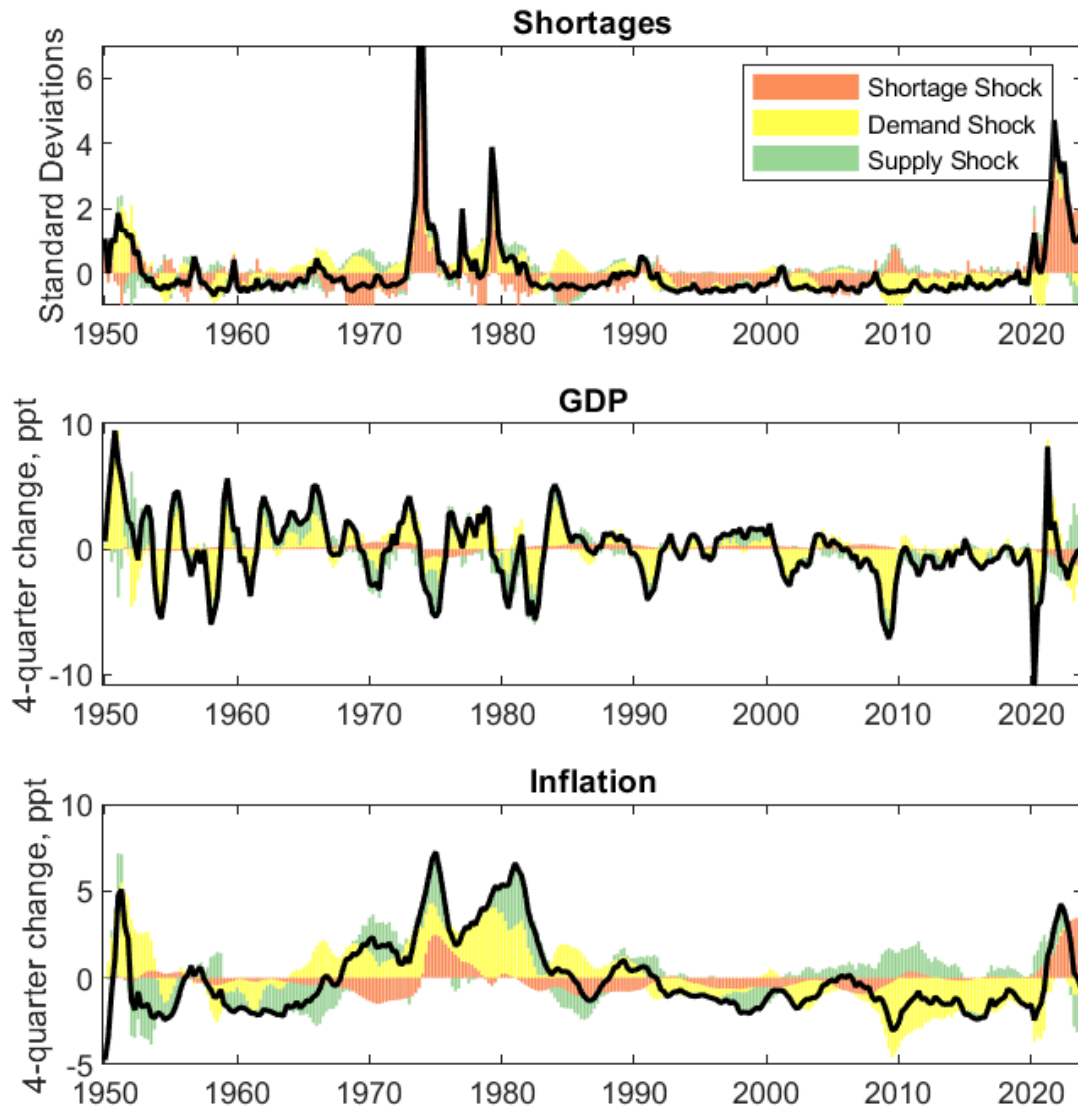 Shortages
Standard Deviations
6
4
2
0
Shortage Shock
Demand Shock
Supply Shock
1950 1960 1970 1980 1990 2000 2010 2020
GDP
4-quarter change, ppt
10
0
-10
1950 1960 1970 1980 1990 2000 2010 2020
Inflation
4-quarter change, ppt
10
5
0
-5
1950 1960 1970 1980 1990 2000 2010 2020